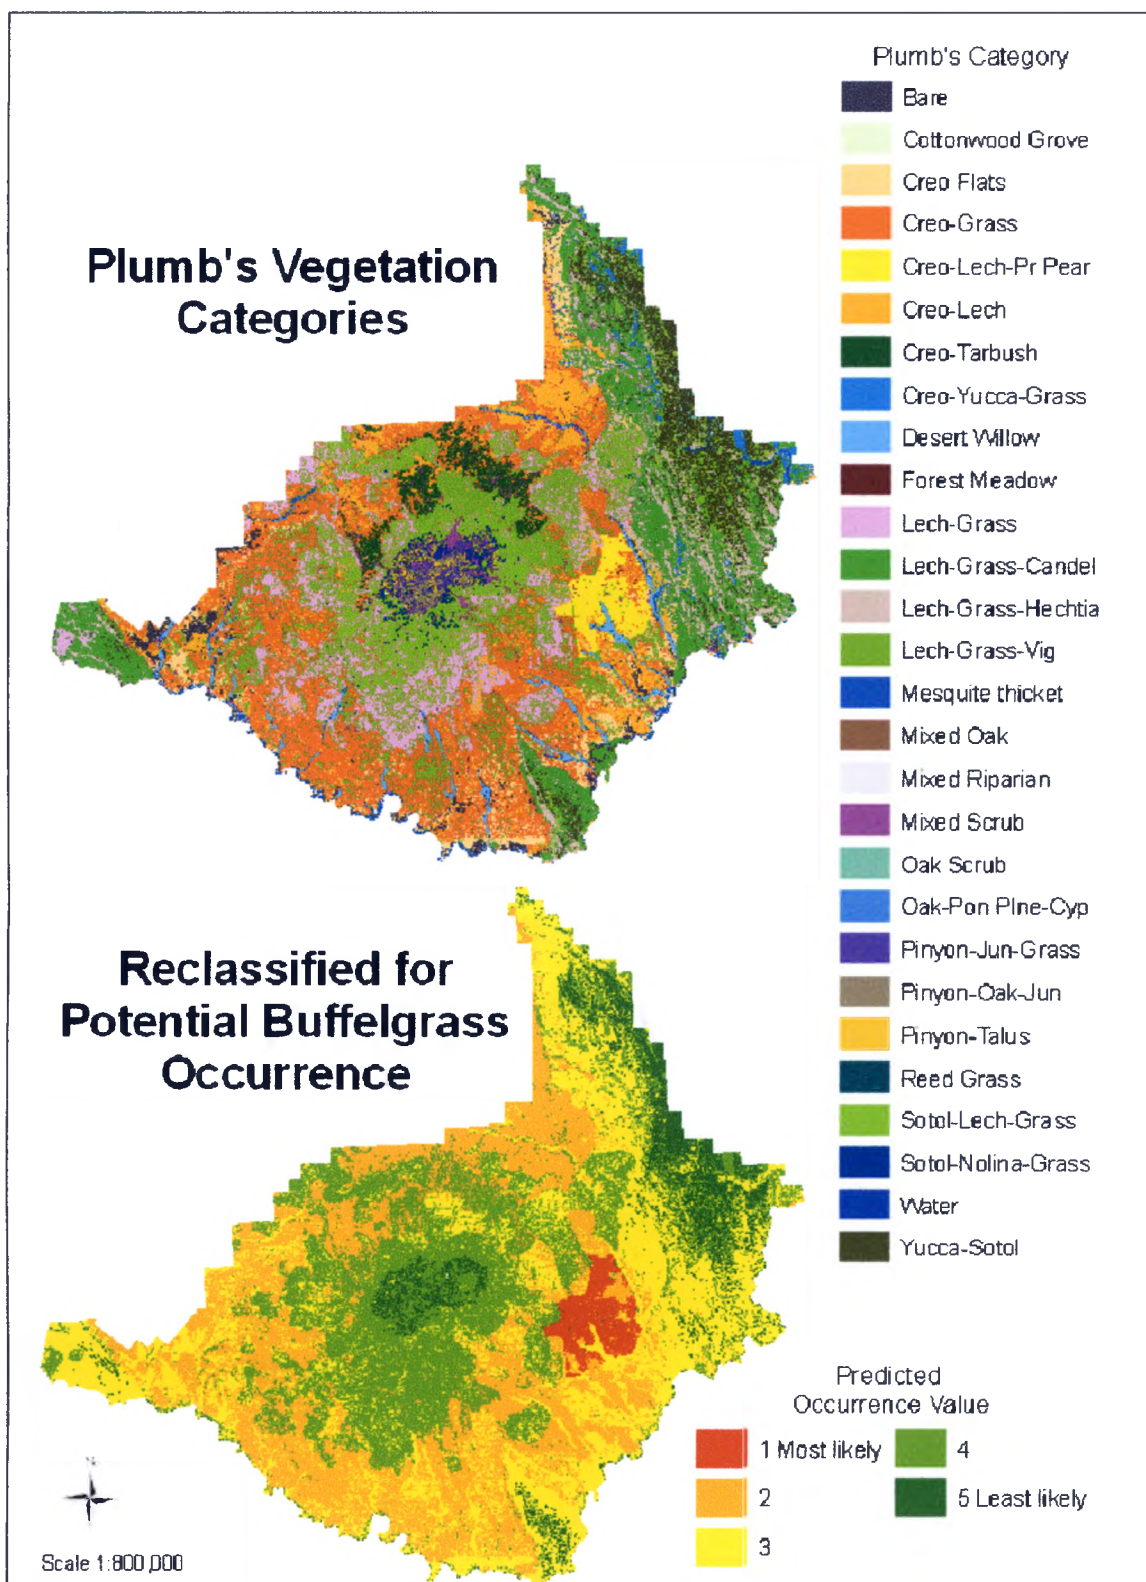 Plumb's Category
Bare
Cottonwood Grove
Creo Flats
Creo-Grass
Creo-Lech-Pr Pear
Creo-Lech
Creo-Tarbush
Creo-Yucca-Grass
Desert Willow
Forest Meadow
Lech-Grass
Lech-Grass-Candel
Lech-Grass-Hechtia
Lech-Grass-Vig
Mesquite thicket
Mixed Oak
Mixed Riparian
Mixed Scrub
Oak Scrub
Oak-Pon PIne-Cyp
Pinyon-Jun-Grass
Pinyon-Oak-Jun
Pinyon-Talus
Reed Grass
Sotol-Lech-Grass
Sotol-Nolina-Grass
Water
Yucca-Sotol
Plumb's Vegetation
Categories
Reclassified for
Potential Buffelgrass
Occurrence
Predicted
Occurrence Value
1 Most likely
2
3
4
5 Least likely
Scale 1:800,000